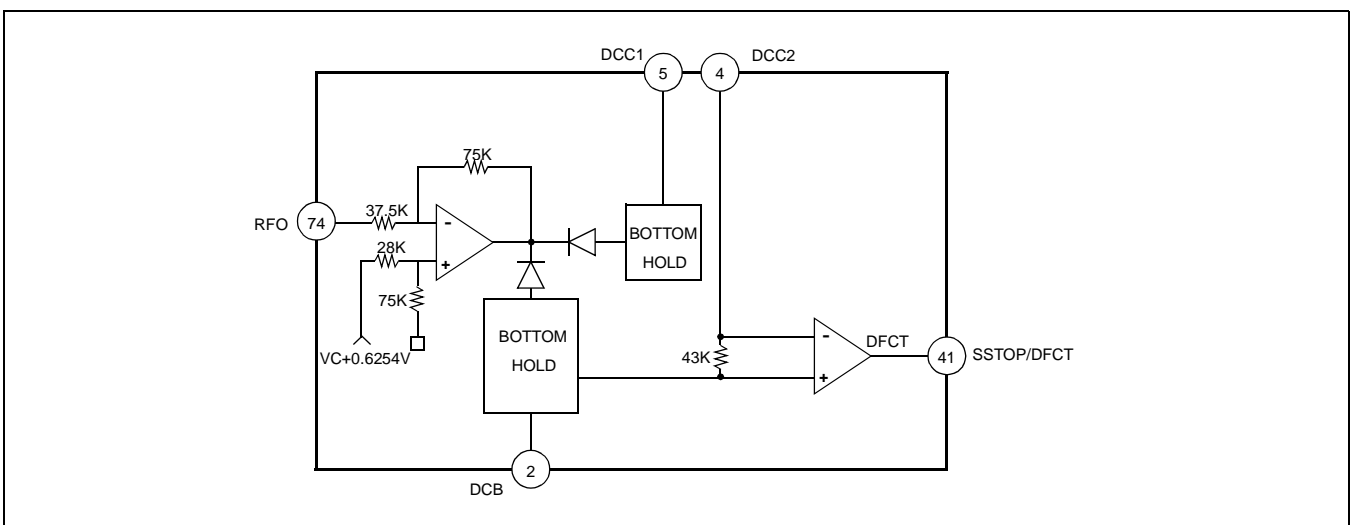 DCC1
5
4
DCC2
75K
RFO
74
37.5K
-
28K
+
75K
VC+0.6254V
BOTTOM
HOLD
BOTTOM
HOLD
43K
-
+
DFCT
41
SSTOP/DFCT
2
DCB